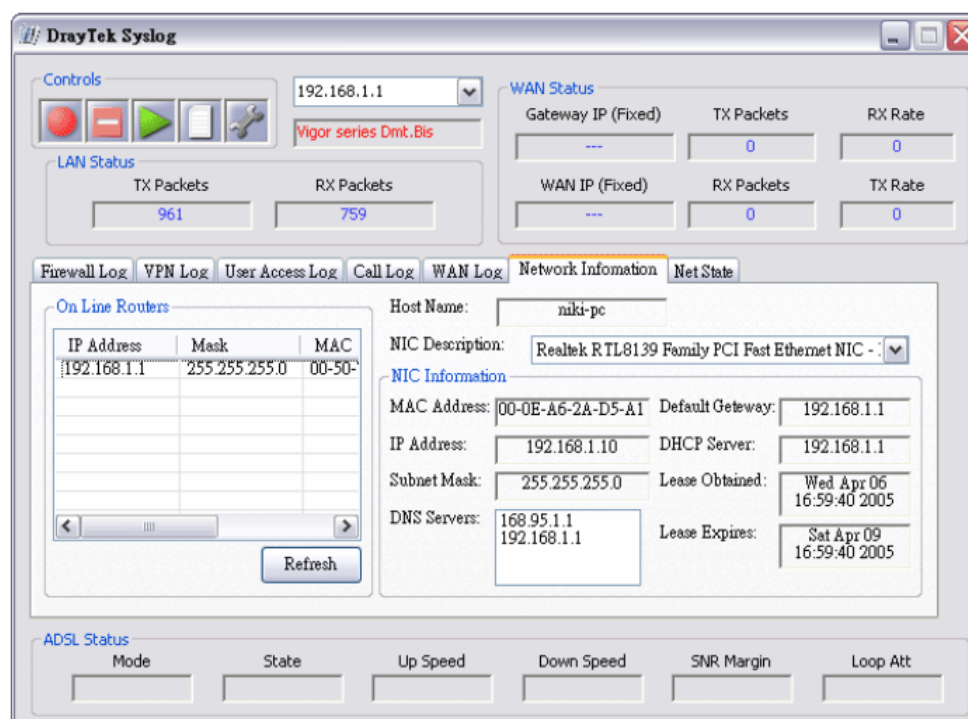 DrayTek Syslog
Controls
192.168.1.1
Vigor series Dmt.Bis
WAN Status
Gateway IP (Fixed) TX Packets RX Rate
--- 0 0
WAN IP (Fixed) RX Packets TX Rate
--- 0 0
LAN Status
TX Packets RX Packets
961 759
Firewall Log VPN Log User Access Log Call Log WAN Log Network Infomation Net State
On Line Routers
IP Address Mask MAC
192.168.1.1 255.255.255.0 00-50-
Refresh
Host Name: niki-pc
NIC Description: Realtek RTL8139 Family PCI Fast Ethernet NIC -
NIC Information
MAC Address: 00-0E-A6-2A-D5-A1 Default Geteway: 192.168.1.1
IP Address: 192.168.1.10 DHCP Server: 192.168.1.1
Subnet Mask: 255.255.255.0 Lease Obtained: Wed Apr 06 16:59:40 2005
DNS Servers: 168.95.1.1
192.168.1.1
Lease Expires: Sat Apr 09 16:59:40 2005
ADSL Status
Mode State Up Speed Down Speed SNR Margin Loop Att